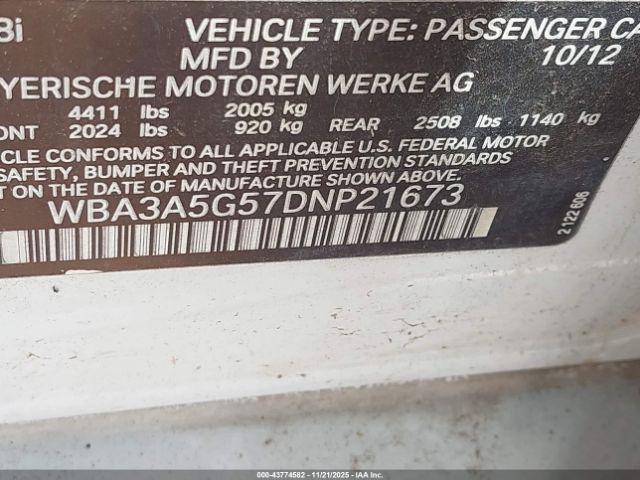 8i
VEHICLE TYPE: PASSENGER CA
MFD BY 10/12
YERISCHE MOTOREN WERKE AG
4411 lbs 2005 kg
ONT 2024 lbs 920 kg REAR 2508 lbs 1140 kg
ICLE CONFORMS TO ALL APPLICABLE U.S. FEDERAL MOTOR
SAFETY, BUMPER AND THEFT PREVENTION STANDARDS
T ON THE DATE OF MANUFACTURE SHOWN ABOVE.
WBA3A5G57DNP21673
2 122 606
000-43774582 - 11/21/2025 - IAAI.COM